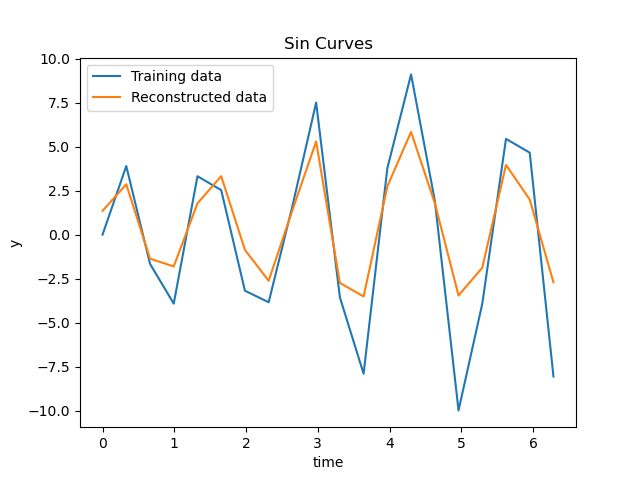 Sin Curves
Training data
Reconstructed data
10.0
7.5
5.0
2.5
0.0
−2.5
−5.0
−7.5
−10.0
y
0 1 2 3 4 5 6
time